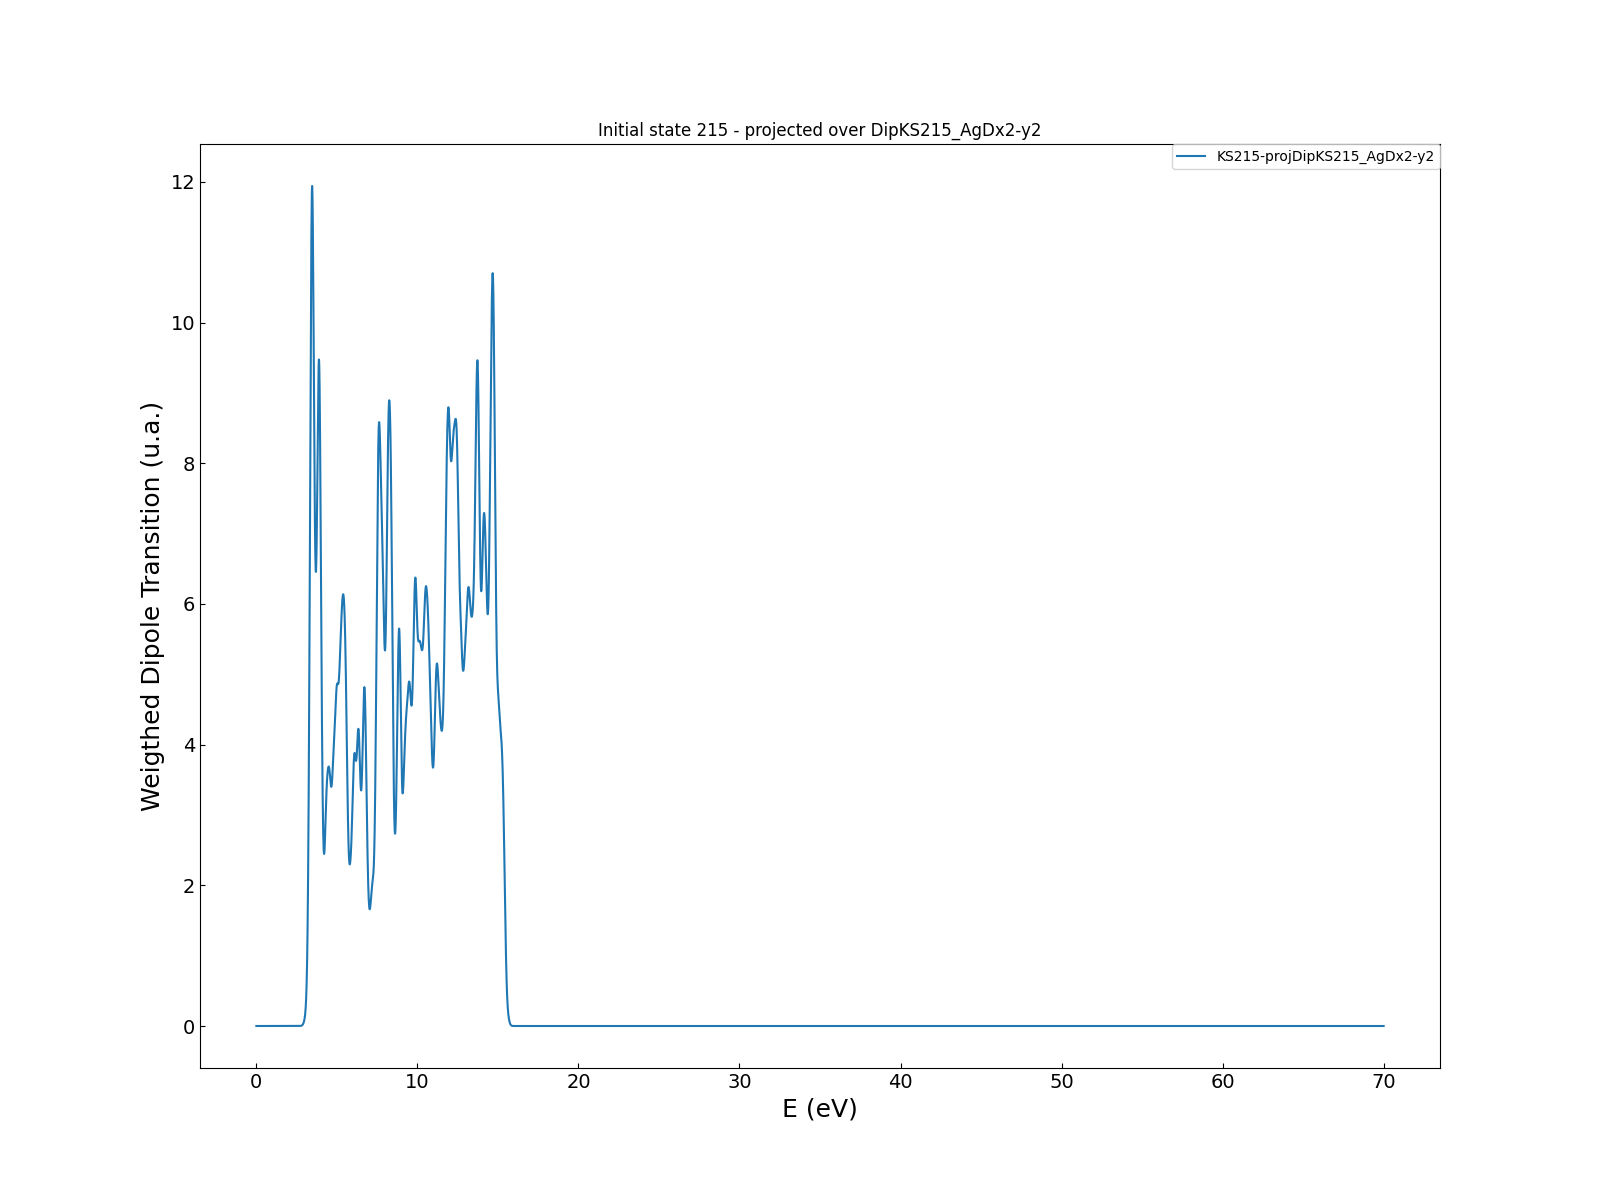 Initial state 215 - projected over DipKS215_AgDx2-y2
KS215-projDipKS215_AgDx2-y2
Weigthed Dipole Transition (u.a.)
12
10
8
6
4
2
0
0 10 20 30 40 50 60 70
E (eV)